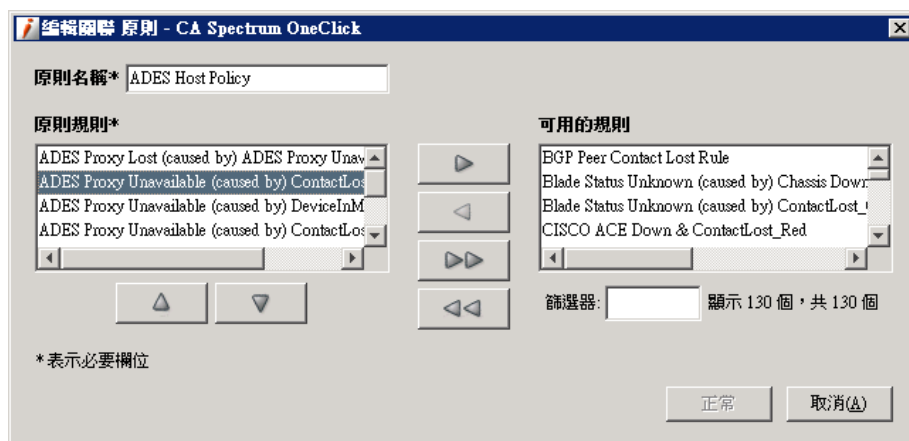 編輯關聯 原則 - CA Spectrum OneClick
原則名稱* ADES Host Policy
原則規則*
ADES Proxy Lost (caused by) ADES Proxy Unav
ADES Proxy Unavailable (caused by) ContactLos
ADES Proxy Unavailable (caused by) DeviceInM
ADES Proxy Unavailable (caused by) ContactLos
可用的規則
BGP Peer Contact Lost Rule
Blade Status Unknown (caused by) Chassis Down
Blade Status Unknown (caused by) ContactLost_
CISCO ACE Down & ContactLost_Red
篩選器: 顯示 130 個，共 130 個
*表示必要欄位
正常 取消(A)